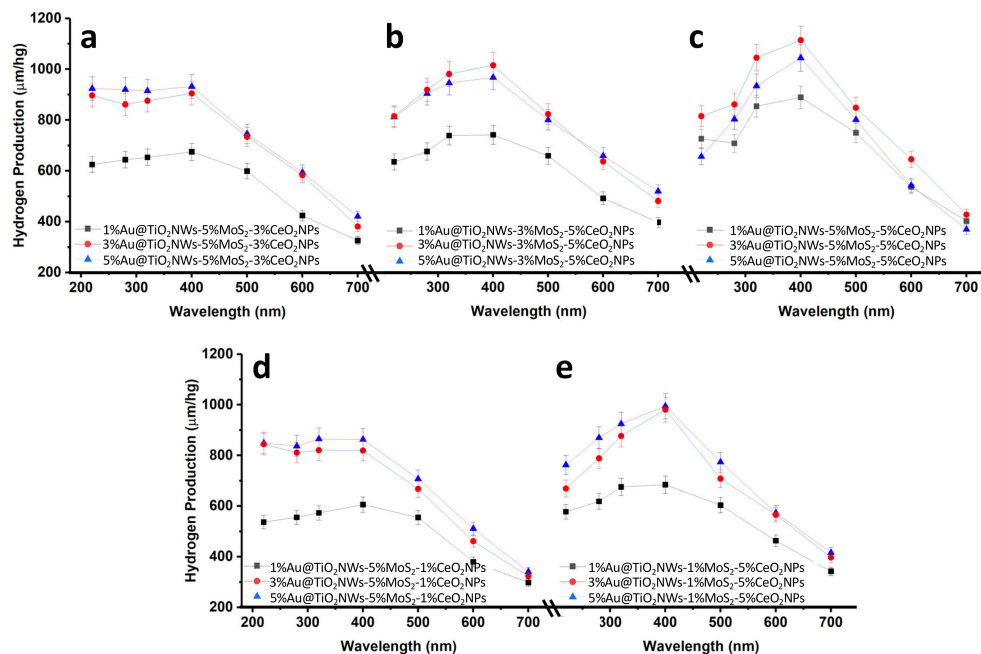 a
b
c
1200
1000
800
600
400
200
Hydrogen Production (μm/hg)
1%Au@TiO₂NWs-5%MoS₂-3%CeO₂NPs
3%Au@TiO₂NWs-5%MoS₂-3%CeO₂NPs
5%Au@TiO₂NWs-5%MoS₂-3%CeO₂NPs
1%Au@TiO₂NWs-3%MoS₂-5%CeO₂NPs
3%Au@TiO₂NWs-3%MoS₂-5%CeO₂NPs
5%Au@TiO₂NWs-3%MoS₂-5%CeO₂NPs
1%Au@TiO₂NWs-5%MoS₂-5%CeO₂NPs
3%Au@TiO₂NWs-5%MoS₂-5%CeO₂NPs
5%Au@TiO₂NWs-5%MoS₂-5%CeO₂NPs
200 300 400 500 600 700 300 400 500 600 700 300 400 500 600 700
Wavelength (nm) Wavelength (nm) Wavelength (nm)
d
e
1200
1000
800
600
400
200
Hydrogen Production (μm/hg)
1%Au@TiO₂NWs-5%MoS₂-1%CeO₂NPs
3%Au@TiO₂NWs-5%MoS₂-1%CeO₂NPs
5%Au@TiO₂NWs-5%MoS₂-1%CeO₂NPs
1%Au@TiO₂NWs-1%MoS₂-5%CeO₂NPs
3%Au@TiO₂NWs-1%MoS₂-5%CeO₂NPs
5%Au@TiO₂NWs-1%MoS₂-5%CeO₂NPs
200 300 400 500 600 700 300 400 500 600 700
Wavelength (nm) Wavelength (nm)